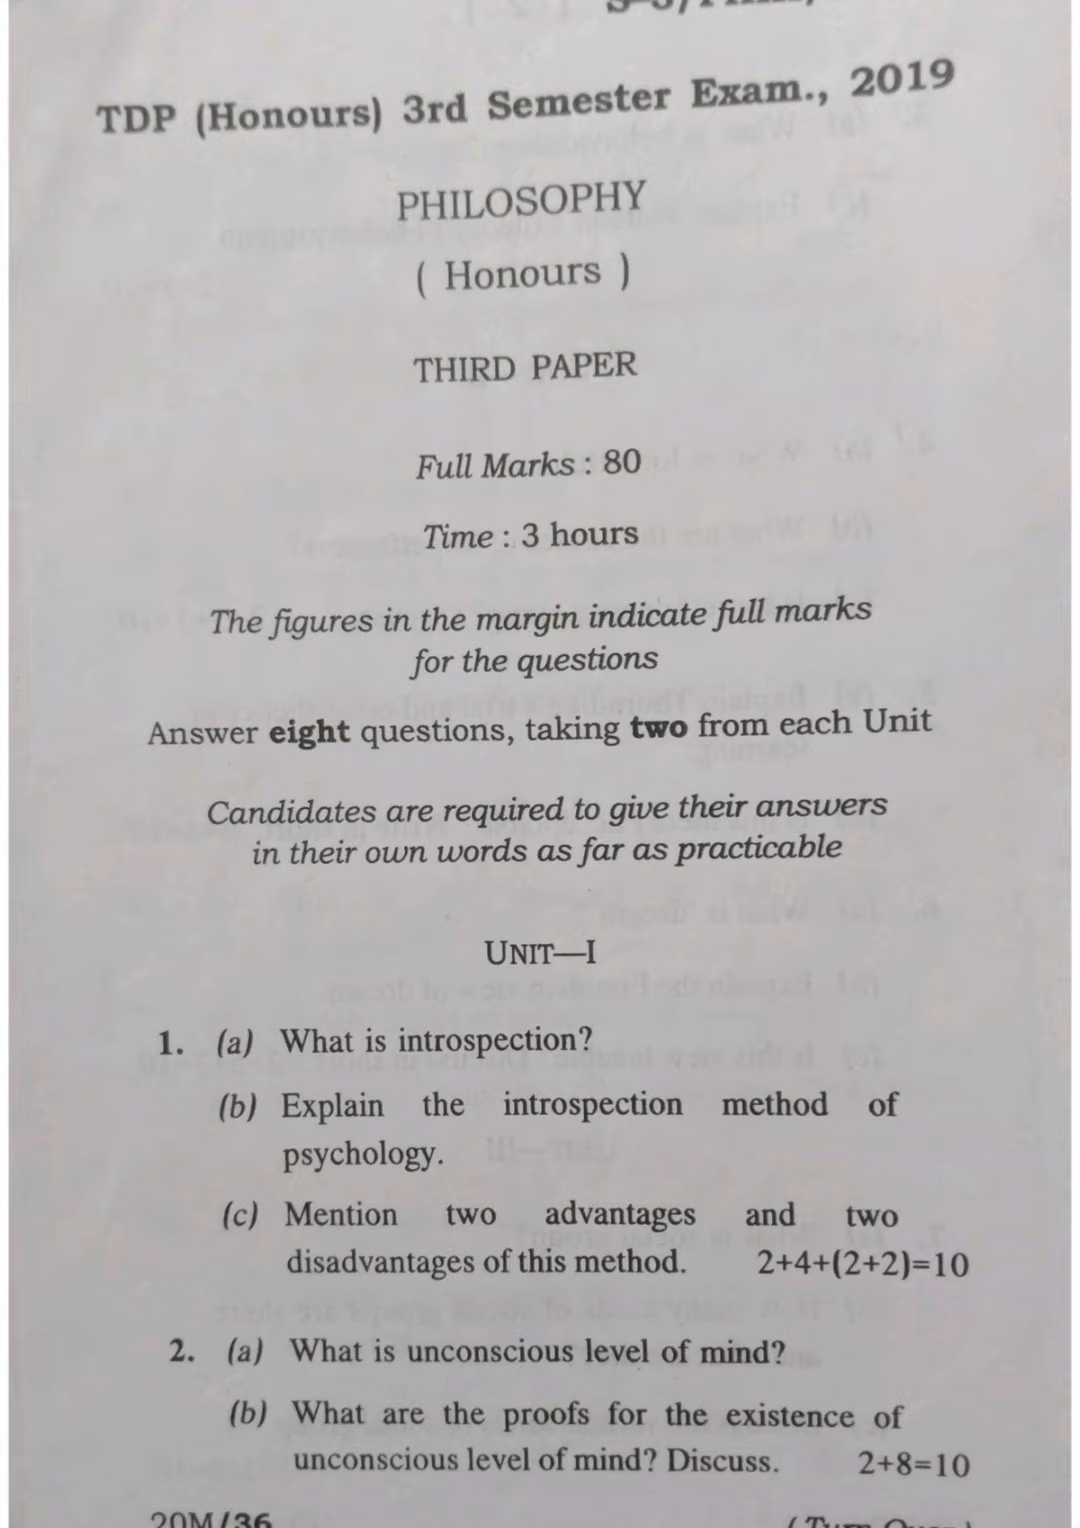 TDP (Honours) 3rd Semester Exam., 2019
PHILOSOPHY
( Honours )
THIRD PAPER
Full Marks : 80
Time : 3 hours
The figures in the margin indicate full marks
for the questions
Answer eight questions, taking two from each Unit
Candidates are required to give their answers
in their own words as far as practicable
UNIT—I
1. (a) What is introspection?
(b) Explain the introspection method of
psychology.
(c) Mention two advantages and two
disadvantages of this method. 2+4+(2+2)=10
2. (a) What is unconscious level of mind?
(b) What are the proofs for the existence of
unconscious level of mind? Discuss. 2+8=10
20M/36